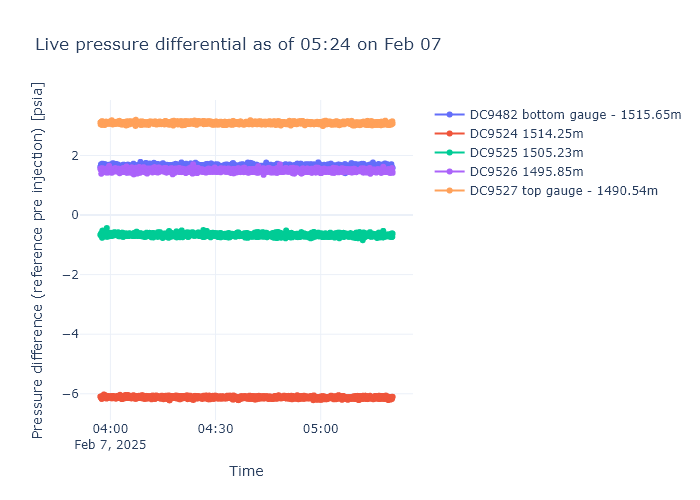 Live pressure differential as of 05:24 on Feb 07
Pressure difference (reference pre injection) [psia]
2
0
−2
−4
−6
04:00
Feb 7, 2025
04:30
05:00
Time
DC9482 bottom gauge - 1515.65m
DC9524 1514.25m
DC9525 1505.23m
DC9526 1495.85m
DC9527 top gauge - 1490.54m